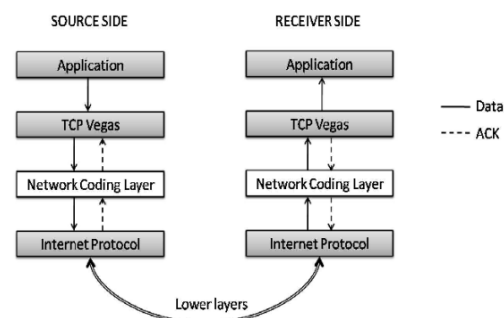 SOURCE SIDE
RECEIVER SIDE
Application
Application
TCP Vegas
TCP Vegas
Network Coding Layer
Network Coding Layer
Internet Protocol
Internet Protocol
Lower layers
Data
ACK